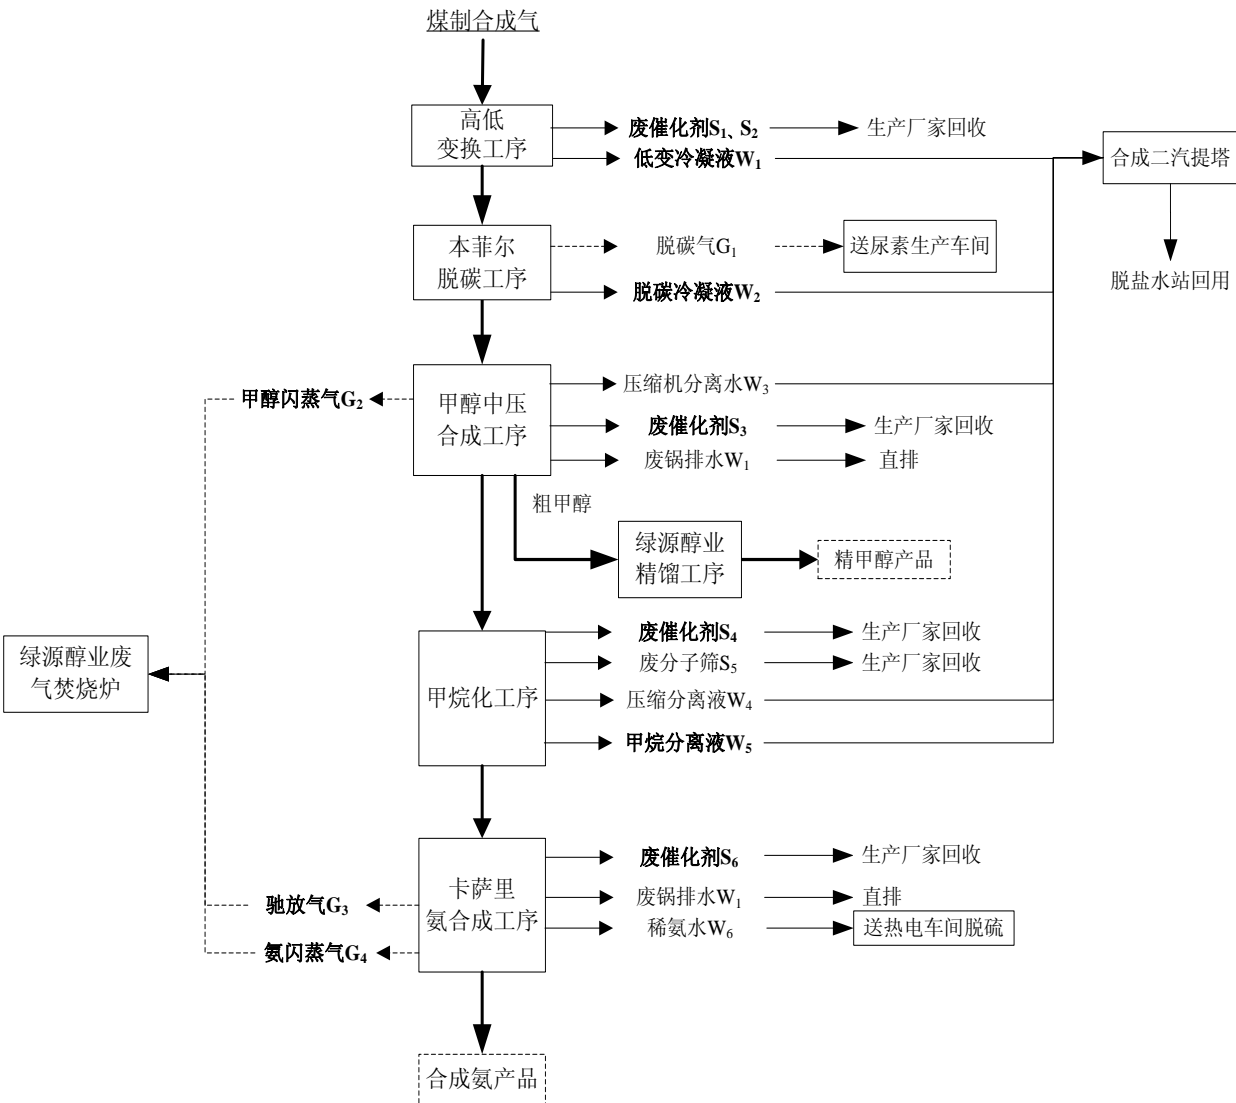 煤制合成气
高低
变换工序
废催化剂S₁、S₂
生产厂家回收
低变冷凝液W₁
合成二汽提塔
本菲尔
脱碳工序
脱碳气G₁
送尿素生产车间
脱碳冷凝液W₂
脱盐水站回用
甲醇闪蒸气G₂
甲醇中压
合成工序
压缩机分离水W₃
废催化剂S₃
生产厂家回收
废锅排水W₁
直排
粗甲醇
绿源醇业
精馏工序
精甲醇产品
绿源醇业废
气焚烧炉
甲烷化工序
废催化剂S₄
生产厂家回收
废分子筛S₅
生产厂家回收
压缩分离液W₄
甲烷分离液W₅
卡萨里
氨合成工序
废催化剂S₆
生产厂家回收
驰放气G₃
废锅排水W₁
直排
氨闪蒸气G₄
稀氨水W₆
送热电车间脱硫
合成氨产品